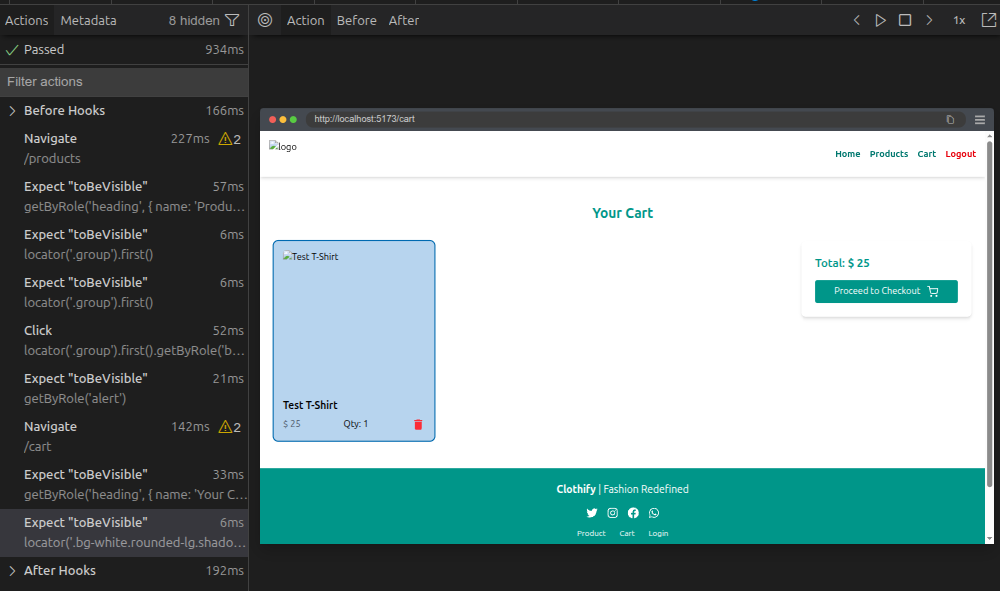 Actions Metadata 8 hidden
Action Before After 1x
Passed 934ms
Filter actions
Before Hooks 166ms
Navigate 227ms 2
/products
Expect "toBeVisible" 57ms
getByRole('heading', { name: 'Produ...
Expect "toBeVisible" 6ms
locator('.group').first()
Expect "toBeVisible" 6ms
locator('.group').first()
Click 52ms
locator('.group').first().getByRole('b...
Expect "toBeVisible" 21ms
getByRole('alert')
Navigate 142ms 2
/cart
Expect "toBeVisible" 33ms
getByRole('heading', { name: 'Your C...
Expect "toBeVisible" 6ms
locator('.bg-white.rounded-lg.shado...
After Hooks 192ms
http://localhost:5173/cart
logo
Home Products Cart Logout
Your Cart
Test T-Shirt
Test T-Shirt
$ 25 Qty: 1
Total: $ 25
Proceed to Checkout
Clothify | Fashion Redefined
Product Cart Login